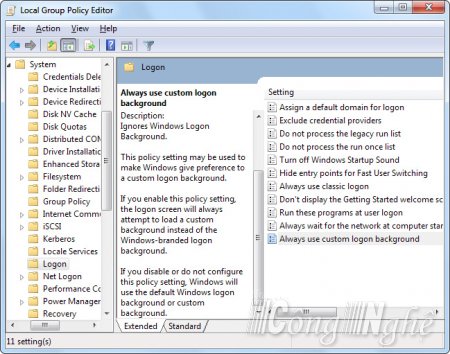 Local Group Policy Editor
File Action View Help
System
Credentials Dele
Device Installati
Device Redirecti
Disk NV Cache
Disk Quotas
Distributed CON
Driver Installati
Enhanced Storag
Filesystem
Folder Redirection
Group Policy
Internet Commu
iSCSI
Kerberos
Locale Services
Logon
Net Logon
Performance Co
Power Manager
Recovery
Logon
Always use custom logon background
Description:
Ignores Windows Logon Background.
This policy setting may be used to make Windows give preference to a custom logon background.
If you enable this policy setting, the logon screen will always attempt to load a custom background instead of the Windows-branded logon background.
If you disable or do not configure this policy setting, Windows will use the default Windows logon background or custom background.
Setting
Assign a default domain for logon
Exclude credential providers
Do not process the legacy run list
Do not process the run once list
Turn off Windows Startup Sound
Hide entry points for Fast User Switching
Always use classic logon
Don't display the Getting Started welcome scr
Run these programs at user logon
Always wait for the network at computer star
Always use custom logon background
Extended Standard
11 setting(s)
Công Nghệ